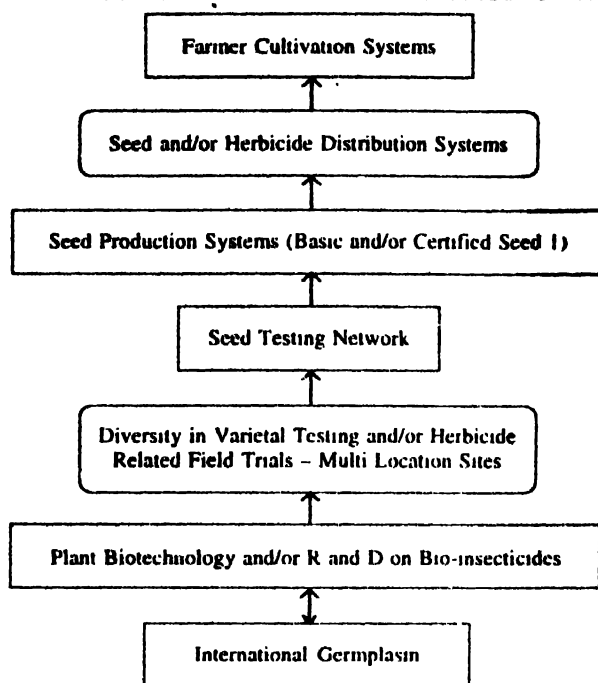 Farmer Cultivation Systems
Seed and/or Herbicide Distribution Systems
Seed Production Systems (Basic and/or Certified Seed I)
Seed Testing Network
Diversity in Varietal Testing and/or Herbicide
Related Field Trials – Multi Location Sites
Plant Biotechnology and/or R and D on Bio-insecticides
International Germplasm